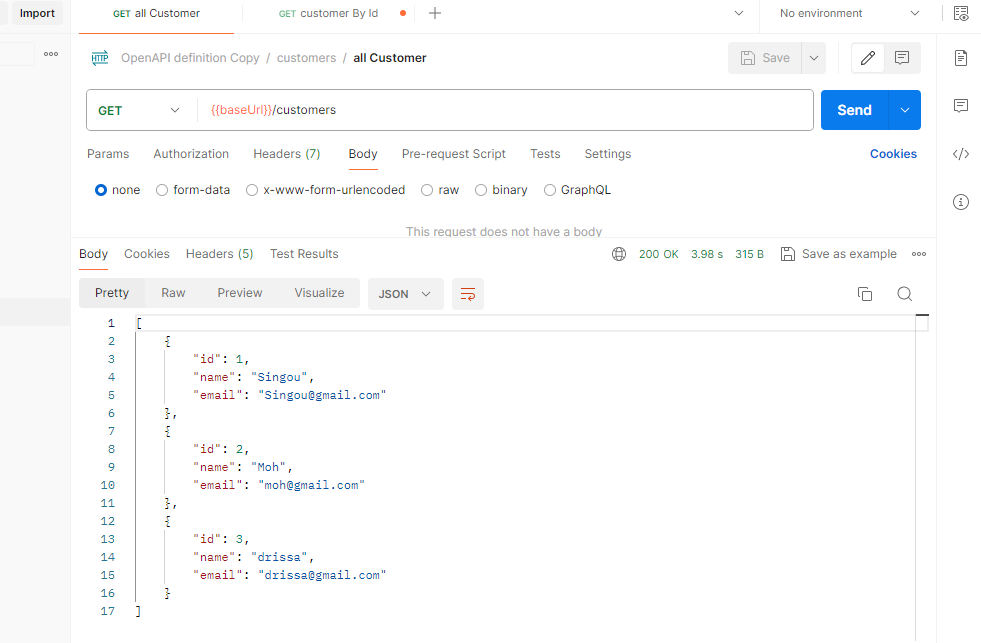 Import
GET all Customer
GET customer By Id
No environment
HTTP OpenAPI definition Copy / customers / all Customer
Save
GET
{{baseUrl}}/customers
Send
Params Authorization Headers (7) Body Pre-request Script Tests Settings
Cookies
none form-data x-www-form-urlencoded raw binary GraphQL
This request does not have a body
Body Cookies Headers (5) Test Results
200 OK 3.98 s 315 B Save as example
Pretty Raw Preview Visualize JSON
1 [
2 {
3 "id": 1,
4 "name": "Singou",
5 "email": "Singou@gmail.com"
6 },
7 {
8 "id": 2,
9 "name": "Moh",
10 "email": "moh@gmail.com"
11 },
12 {
13 "id": 3,
14 "name": "drissa",
15 "email": "drissa@gmail.com"
16 }
17 ]